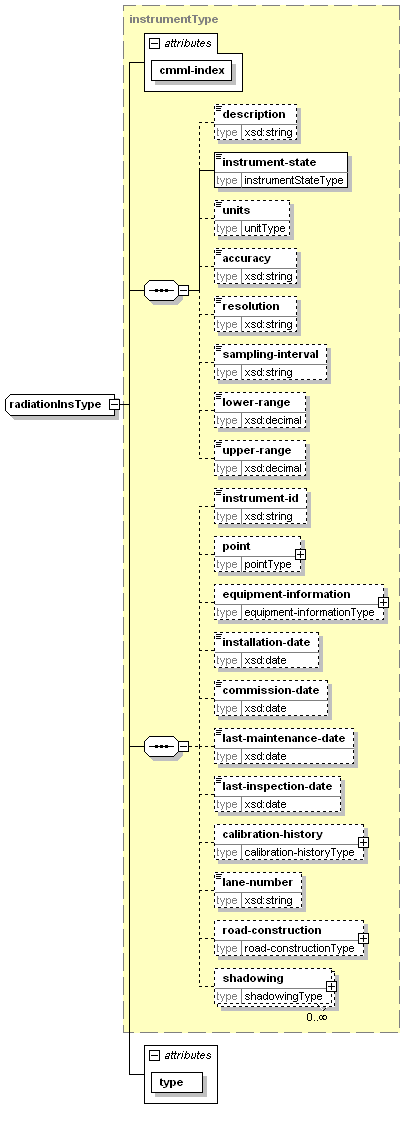 instrumentType
attributes
cmml-index
description
type xsd:string
instrument-state
type instrumentStateType
units
type unitType
accuracy
type xsd:string
resolution
type xsd:string
sampling-interval
type xsd:string
radiationInsType
lower-range
type xsd:decimal
upper-range
type xsd:decimal
instrument-id
type xsd:string
point
type pointType
equipment-information
type equipment-informationType
installation-date
type xsd:date
commission-date
type xsd:date
last-maintenance-date
type xsd:date
last-inspection-date
type xsd:date
calibration-history
type calibration-historyType
lane-number
type xsd:string
road-construction
type road-constructionType
shadowing
type shadowingType
0..∞
attributes
type